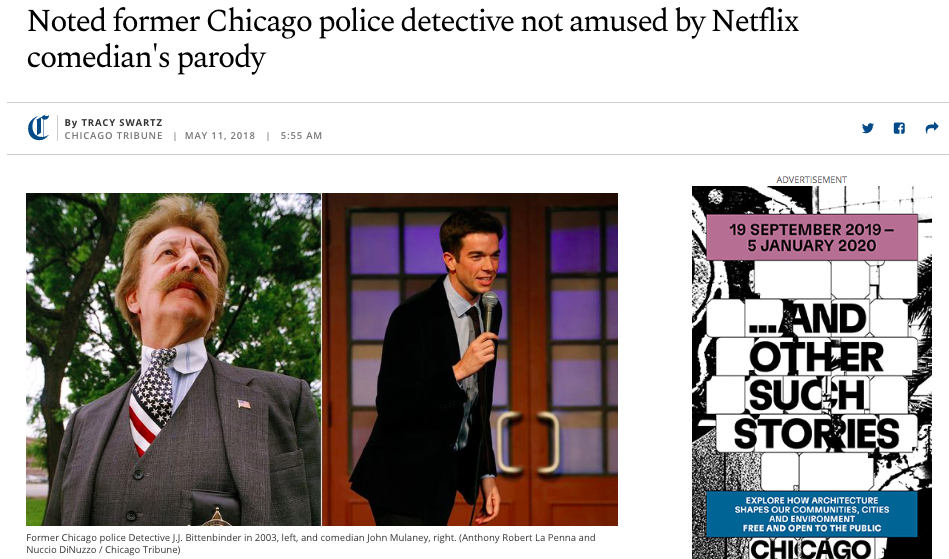 Noted former Chicago police detective not amused by Netflix
comedian's parody
By TRACY SWARTZ
CHICAGO TRIBUNE | MAY 11, 2018 | 5:55 AM
ADVERTISEMENT
19 SEPTEMBER 2019 –
5 JANUARY 2020
...AND
OTHER
SUCH
STORIES
EXPLORE HOW ARCHITECTURE
SHAPES OUR COMMUNITIES, CITIES
AND ENVIRONMENT
FREE AND OPEN TO THE PUBLIC
CHICAGO
Former Chicago police Detective J.J. Bittenbinder in 2003, left, and comedian John Mulaney, right. (Anthony Robert La Penna and
Nuccio DiNuzzo / Chicago Tribune)